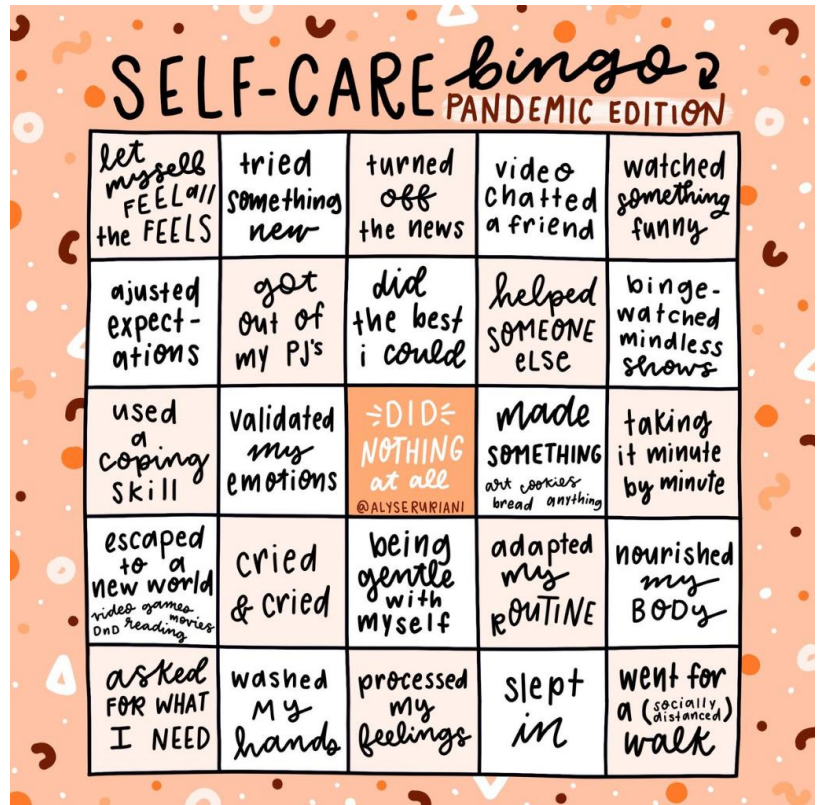 SELF-CARE bingo
PANDEMIC EDITION
let
myself
FEEL all
the FEELS
tried
something
new
turned
off
the news
video
chatted
a friend
watched
something
funny
ajusted
expect-
ations
got
out of
my PJ's
did
the best
i could
helped
SOMEONE
eLSe
binge-
watched
mindless
shows
used
a
coping
skill
validated
my
emotions
DID
NOTHING
at all
@ALYSERURIANI
made
SOMETHING
art cookies
bread anything
taking
it minute
by minute
escaped
to a
new world
video games
movies
DnD reading
cried
& cried
being
gentle
with
myself
adapted
my
ROUTINE
nourished
my
BODy
asked
FOR WHAT
I NEED
washed
My
hands
processed
my
feelings
slept
in
went for
a (socially
distanced)
walk